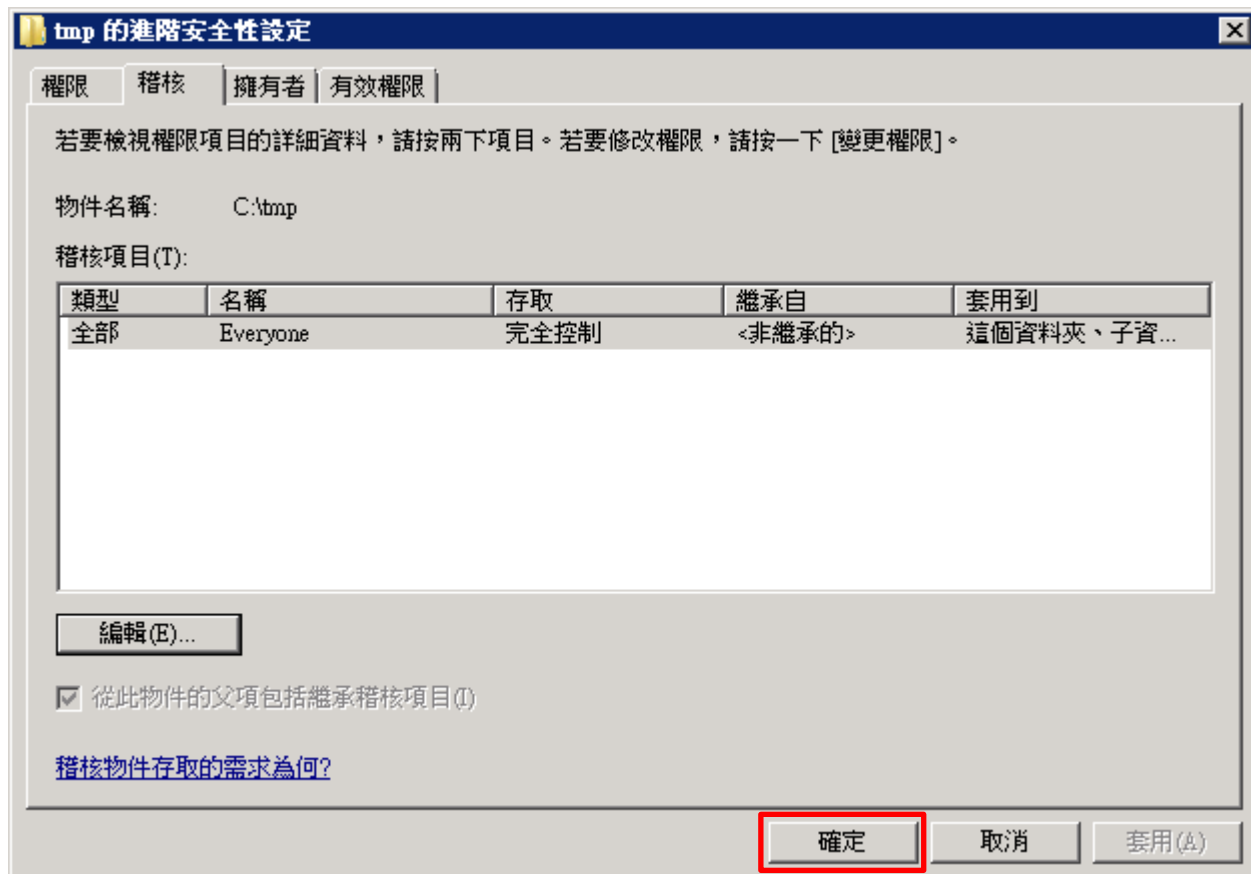 tmp 的進階安全性設定
權限 稽核 擁有者 有效權限
若要檢視權限項目的詳細資料，請按兩下項目。若要修改權限，請按一下 [變更權限]。
物件名稱: C:\tmp
稽核項目(T):
類型 名稱 存取 繼承自 套用到
全部 Everyone 完全控制 <非繼承的> 這個資料夾、子資...
編輯(E)...
從此物件的父項包括繼承稽核項目(I)
稽核物件存取的需求為何?
確定 取消 套用(A)